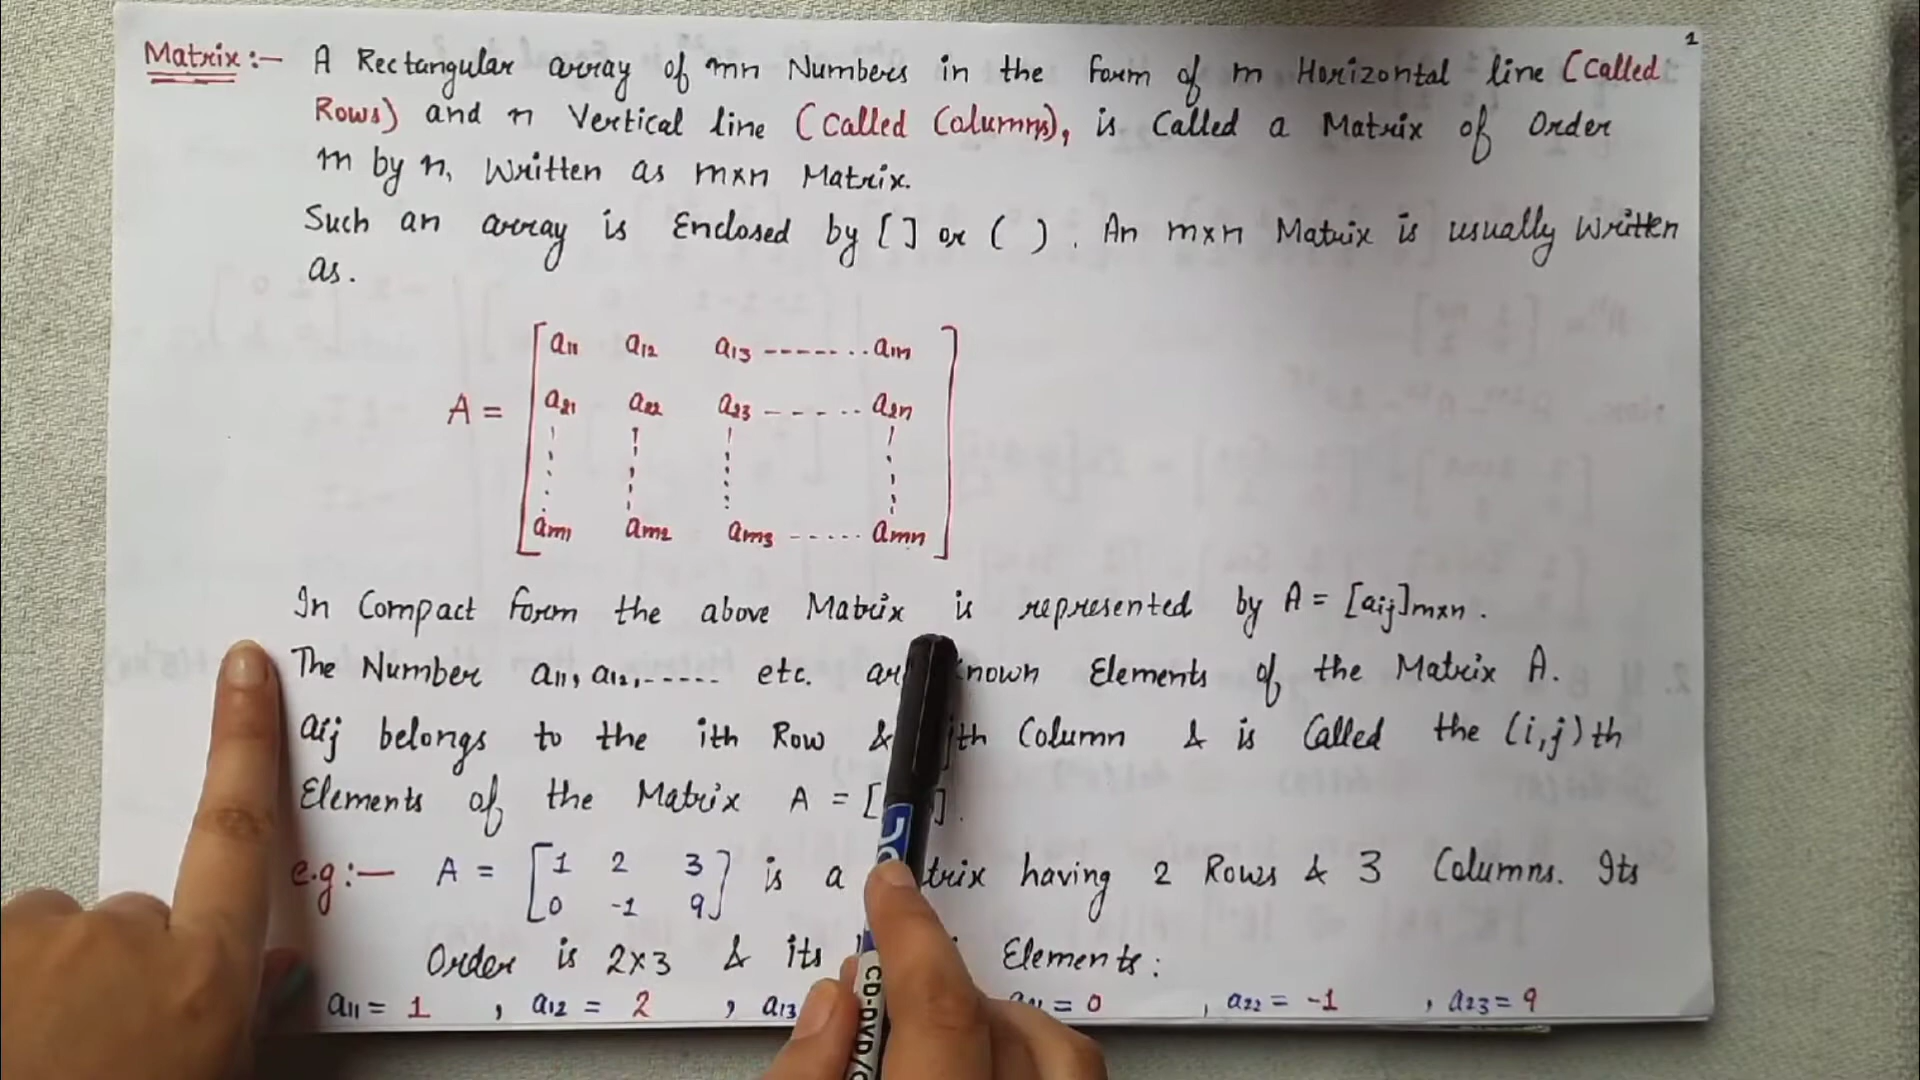 1
Matrix :- A Rectangular array of mn Numbers in the form of m Horizontal line (Called
Rows) and n Vertical line (Called Columns), is Called a Matrix of Order
m by n, Written as m×n Matrix.
Such an array is Enclosed by [ ] or ( ). An m×n Matrix is usually Written
as.
a11 a12 a13 ------ a1n
A = a21 a22 a23 ----- a2n
am1 am2 am3 ----- amn
In Compact form the above Matrix is represented by A = [aij]m×n.
The Number a11, a12,----- etc. known Elements of the Matrix A.
aij belongs to the ith Row & jth Column & is Called the (i,j)th
Elements of the Matrix A = [ ].
e.g :- A = [1 2 3 is a having 2 Rows & 3 Columns. Its
0 -1 9]
Order is 2×3 & its Elements:
a11 = 1 , a12 = 2 , a13 = 0 , a22 = -1 , a23 = 9
CD-DVD/